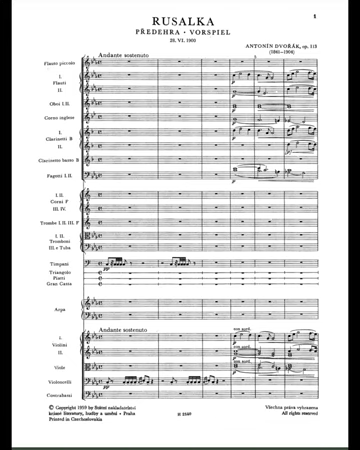 1
RUSALKA
PŘEDEHRA • VORSPIEL
26. VI. 1900
ANTONÍN DVOŘÁK, op. 114
(1841—1904)
Andante sostenuto
Flauto piccolo
I.
Flauti
II.
Oboi I. II.
Corno inglese
I.
Clarinetti B
II.
Clarinetto basso B
Fagotti I. II.
I. II.
Corni F
III. IV.
Trombe I. II. III. F
I. II.
Tromboni
III. e Tuba
Timpani
Triangolo
Piatti
Gran Cassa
Arpa
Andante sostenuto
I.
Violini
II.
Viole
Violoncelli
Contrabassi
© Copyright 1959 by Státní nakladatelství
krásné literatury, hudby a umění • Praha
Printed in Czechoslovakia
Všechna práva vyhrazena
All rights reserved